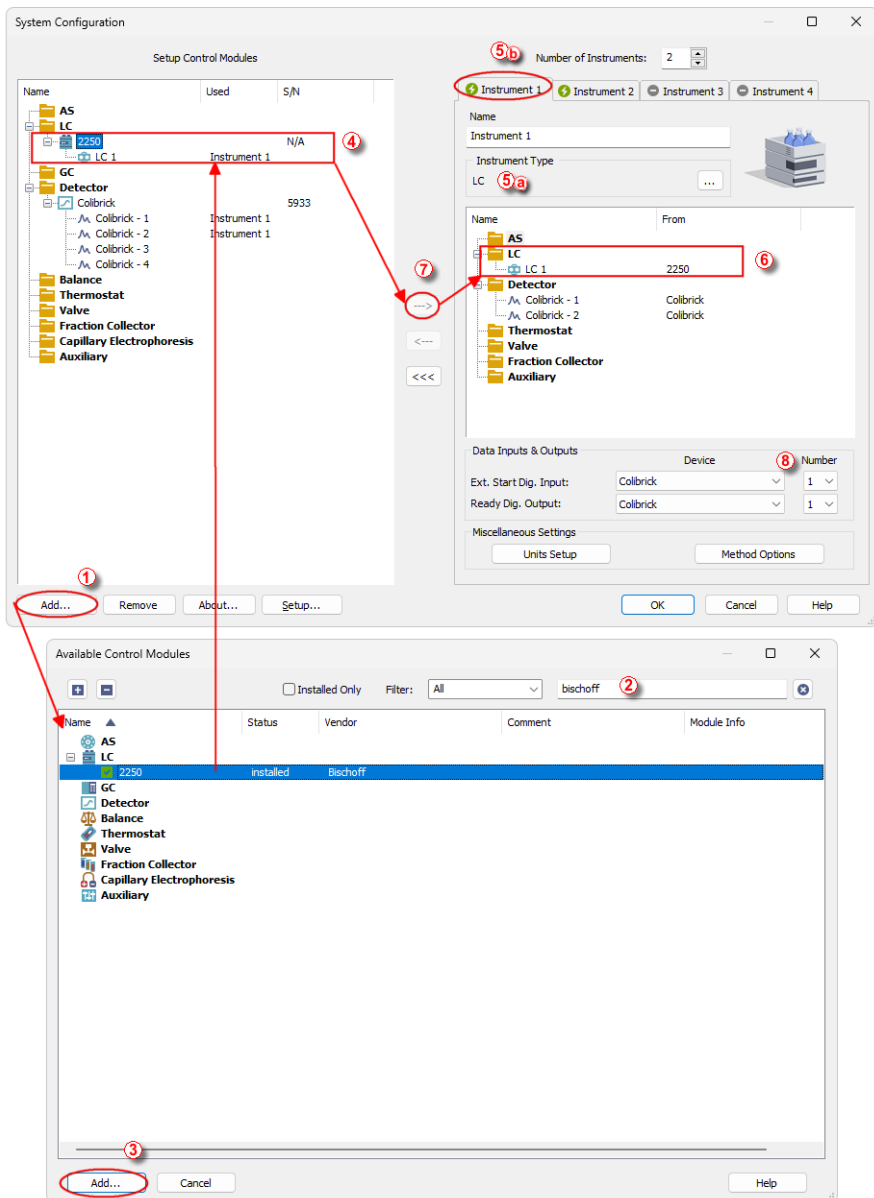 System Configuration
Setup Control Modules
⑤b Number of Instruments: 2
Name Used S/N
AS
LC
2250 N/A ④
LC 1 Instrument 1
GC
Detector
Colibrick 5933
Colibrick - 1 Instrument 1
Colibrick - 2 Instrument 1
Colibrick - 3
Colibrick - 4
Balance
Thermostat
Valve
Fraction Collector
Capillary Electrophoresis
Auxiliary
⑦
--->
<---
<<<
Instrument 1 Instrument 2 Instrument 3 Instrument 4
Name
Instrument 1
Instrument Type
LC ⑤a ...
Name From
AS
LC
LC 1 2250 ⑥
Detector
Colibrick - 1 Colibrick
Colibrick - 2 Colibrick
Thermostat
Valve
Fraction Collector
Auxiliary
Data Inputs & Outputs
Device ⑧ Number
Ext. Start Dig. Input: Colibrick 1
Ready Dig. Output: Colibrick 1
Miscellaneous Settings
Units Setup Method Options
①
Add... Remove About... Setup... OK Cancel Help
Available Control Modules
Installed Only Filter: All bischoff ②
Name Status Vendor Comment Module Info
AS
LC
2250 installed Bischoff
GC
Detector
Balance
Thermostat
Valve
Fraction Collector
Capillary Electrophoresis
Auxiliary
③
Add... Cancel Help